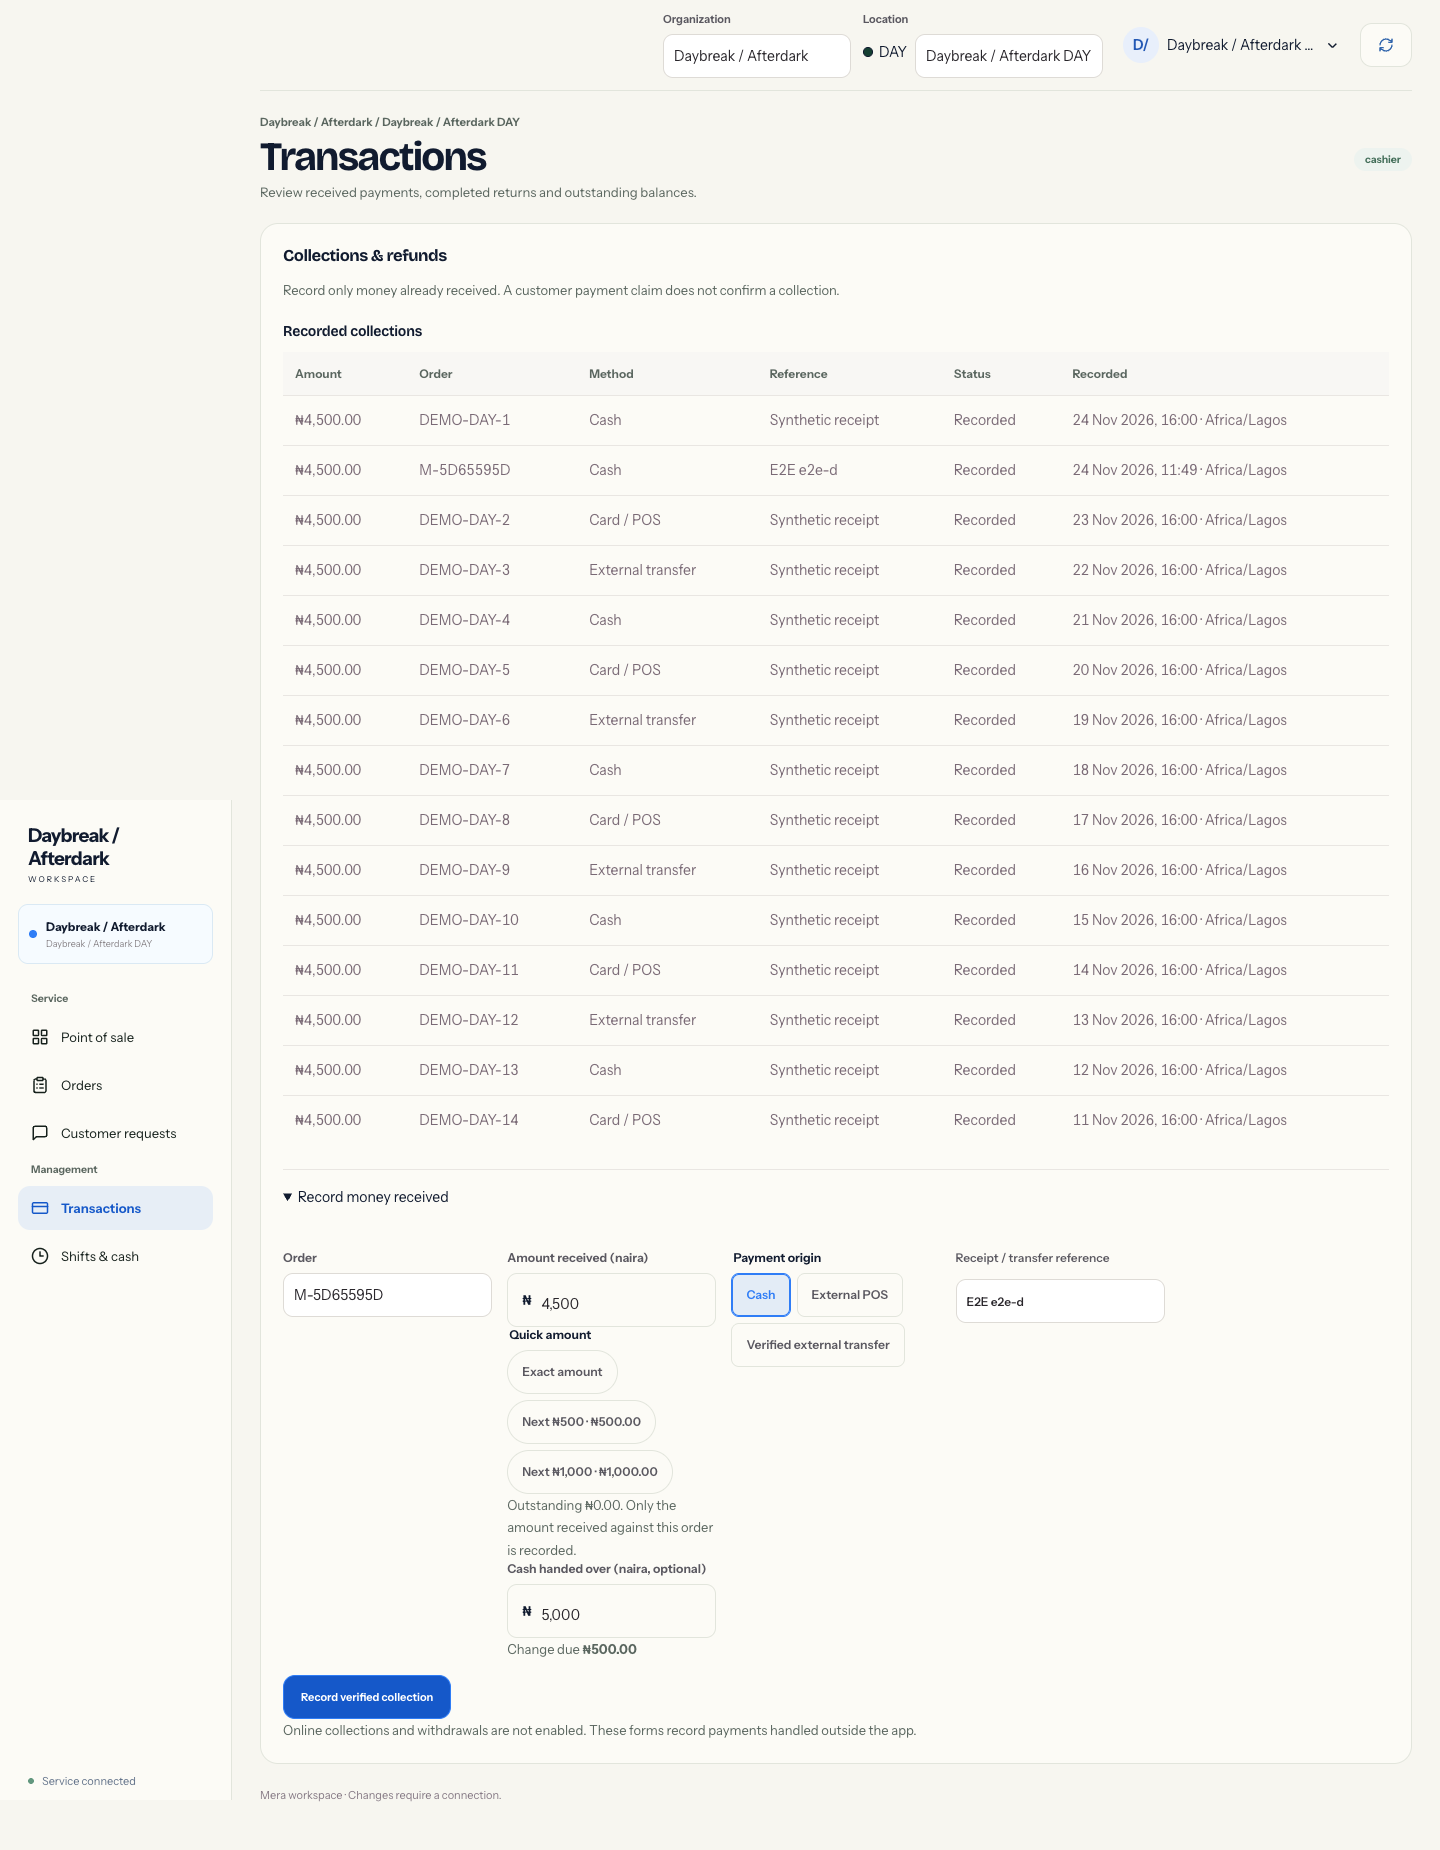 Organization
Location
Daybreak / Afterdark
DAY
Daybreak / Afterdark DAY
D/
Daybreak / Afterdark ...
Daybreak / Afterdark / Daybreak / Afterdark DAY
Transactions
cashier
Review received payments, completed returns and outstanding balances.
Collections & refunds
Record only money already received. A customer payment claim does not confirm a collection.
Recorded collections
Amount Order Method Reference Status Recorded
₦4,500.00 DEMO-DAY-1 Cash Synthetic receipt Recorded 24 Nov 2026, 16:00 · Africa/Lagos
₦4,500.00 M-5D65595D Cash E2E e2e-d Recorded 24 Nov 2026, 11:49 · Africa/Lagos
₦4,500.00 DEMO-DAY-2 Card / POS Synthetic receipt Recorded 23 Nov 2026, 16:00 · Africa/Lagos
₦4,500.00 DEMO-DAY-3 External transfer Synthetic receipt Recorded 22 Nov 2026, 16:00 · Africa/Lagos
₦4,500.00 DEMO-DAY-4 Cash Synthetic receipt Recorded 21 Nov 2026, 16:00 · Africa/Lagos
₦4,500.00 DEMO-DAY-5 Card / POS Synthetic receipt Recorded 20 Nov 2026, 16:00 · Africa/Lagos
₦4,500.00 DEMO-DAY-6 External transfer Synthetic receipt Recorded 19 Nov 2026, 16:00 · Africa/Lagos
₦4,500.00 DEMO-DAY-7 Cash Synthetic receipt Recorded 18 Nov 2026, 16:00 · Africa/Lagos
₦4,500.00 DEMO-DAY-8 Card / POS Synthetic receipt Recorded 17 Nov 2026, 16:00 · Africa/Lagos
₦4,500.00 DEMO-DAY-9 External transfer Synthetic receipt Recorded 16 Nov 2026, 16:00 · Africa/Lagos
₦4,500.00 DEMO-DAY-10 Cash Synthetic receipt Recorded 15 Nov 2026, 16:00 · Africa/Lagos
₦4,500.00 DEMO-DAY-11 Card / POS Synthetic receipt Recorded 14 Nov 2026, 16:00 · Africa/Lagos
₦4,500.00 DEMO-DAY-12 External transfer Synthetic receipt Recorded 13 Nov 2026, 16:00 · Africa/Lagos
₦4,500.00 DEMO-DAY-13 Cash Synthetic receipt Recorded 12 Nov 2026, 16:00 · Africa/Lagos
₦4,500.00 DEMO-DAY-14 Card / POS Synthetic receipt Recorded 11 Nov 2026, 16:00 · Africa/Lagos
Daybreak /
Afterdark
WORKSPACE
Daybreak / Afterdark
Daybreak / Afterdark DAY
Service
Point of sale
Orders
Customer requests
Management
Transactions
Shifts & cash
Service connected
▼ Record money received
Order
M-5D65595D
Amount received (naira)
₦ 4,500
Quick amount
Exact amount
Next ₦500 · ₦500.00
Next ₦1,000 · ₦1,000.00
Outstanding ₦0.00. Only the
amount received against this order
is recorded.
Cash handed over (naira, optional)
₦ 5,000
Change due ₦500.00
Payment origin
Cash
External POS
Verified external transfer
Receipt / transfer reference
E2E e2e-d
Record verified collection
Online collections and withdrawals are not enabled. These forms record payments handled outside the app.
Mera workspace · Changes require a connection.